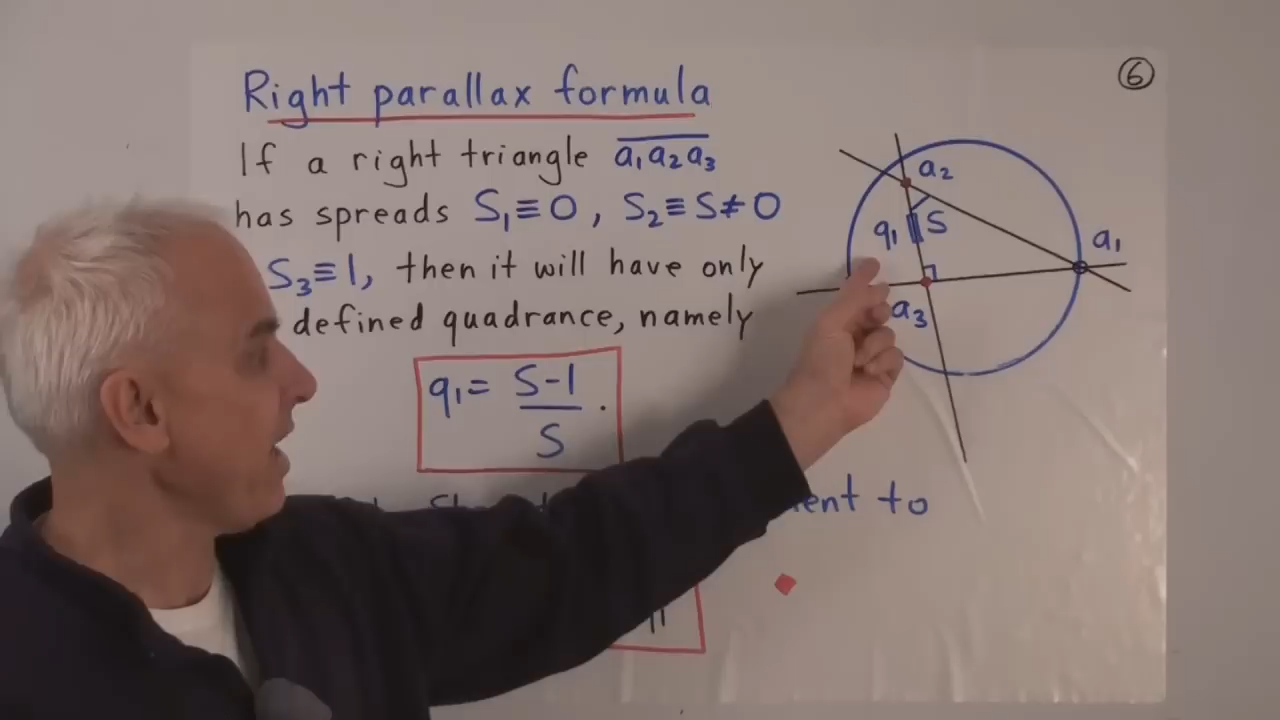 Right parallax formula
⑥
If a right triangle a₁a₂a₃
has spreads S₁≡0, S₂≡S≠0
S₃≡1, then it will have only
defined quadrance, namely
q₁= S-1
S .
to
a₂
q₁ S
a₁
a₃